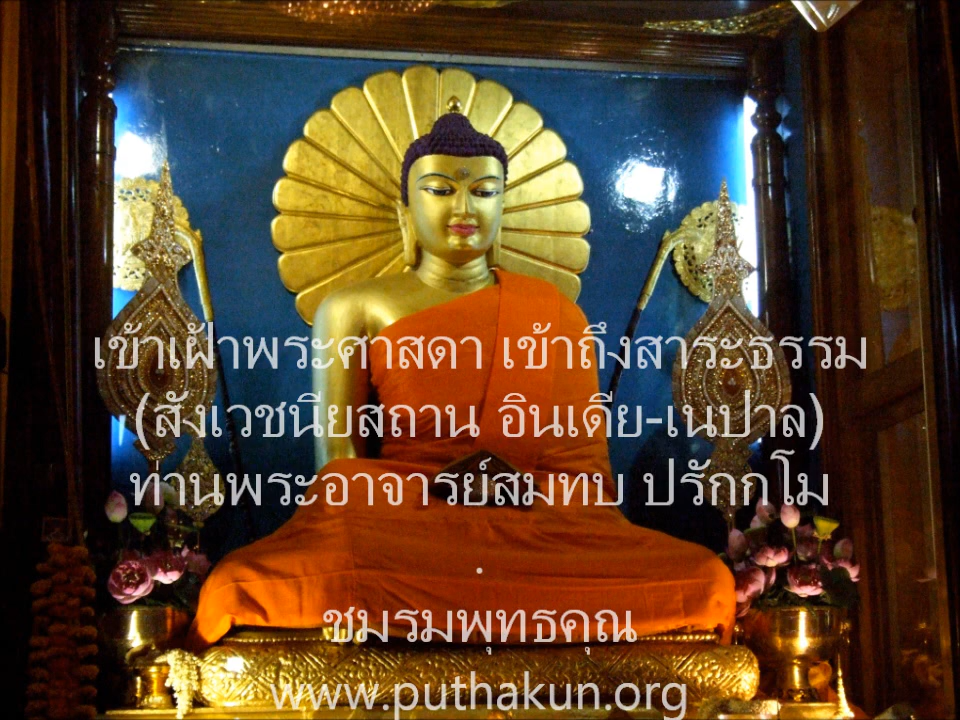 เข้าเฝ้าพระศาสดา เข้าถึงสาระธรรม
(สังเวชนียสถาน อินเดีย-เนปาล)
ท่านพระอาจารย์สมทบ ปรักกโม
.
ชมรมพุทธคุณ
www.puthakun.org